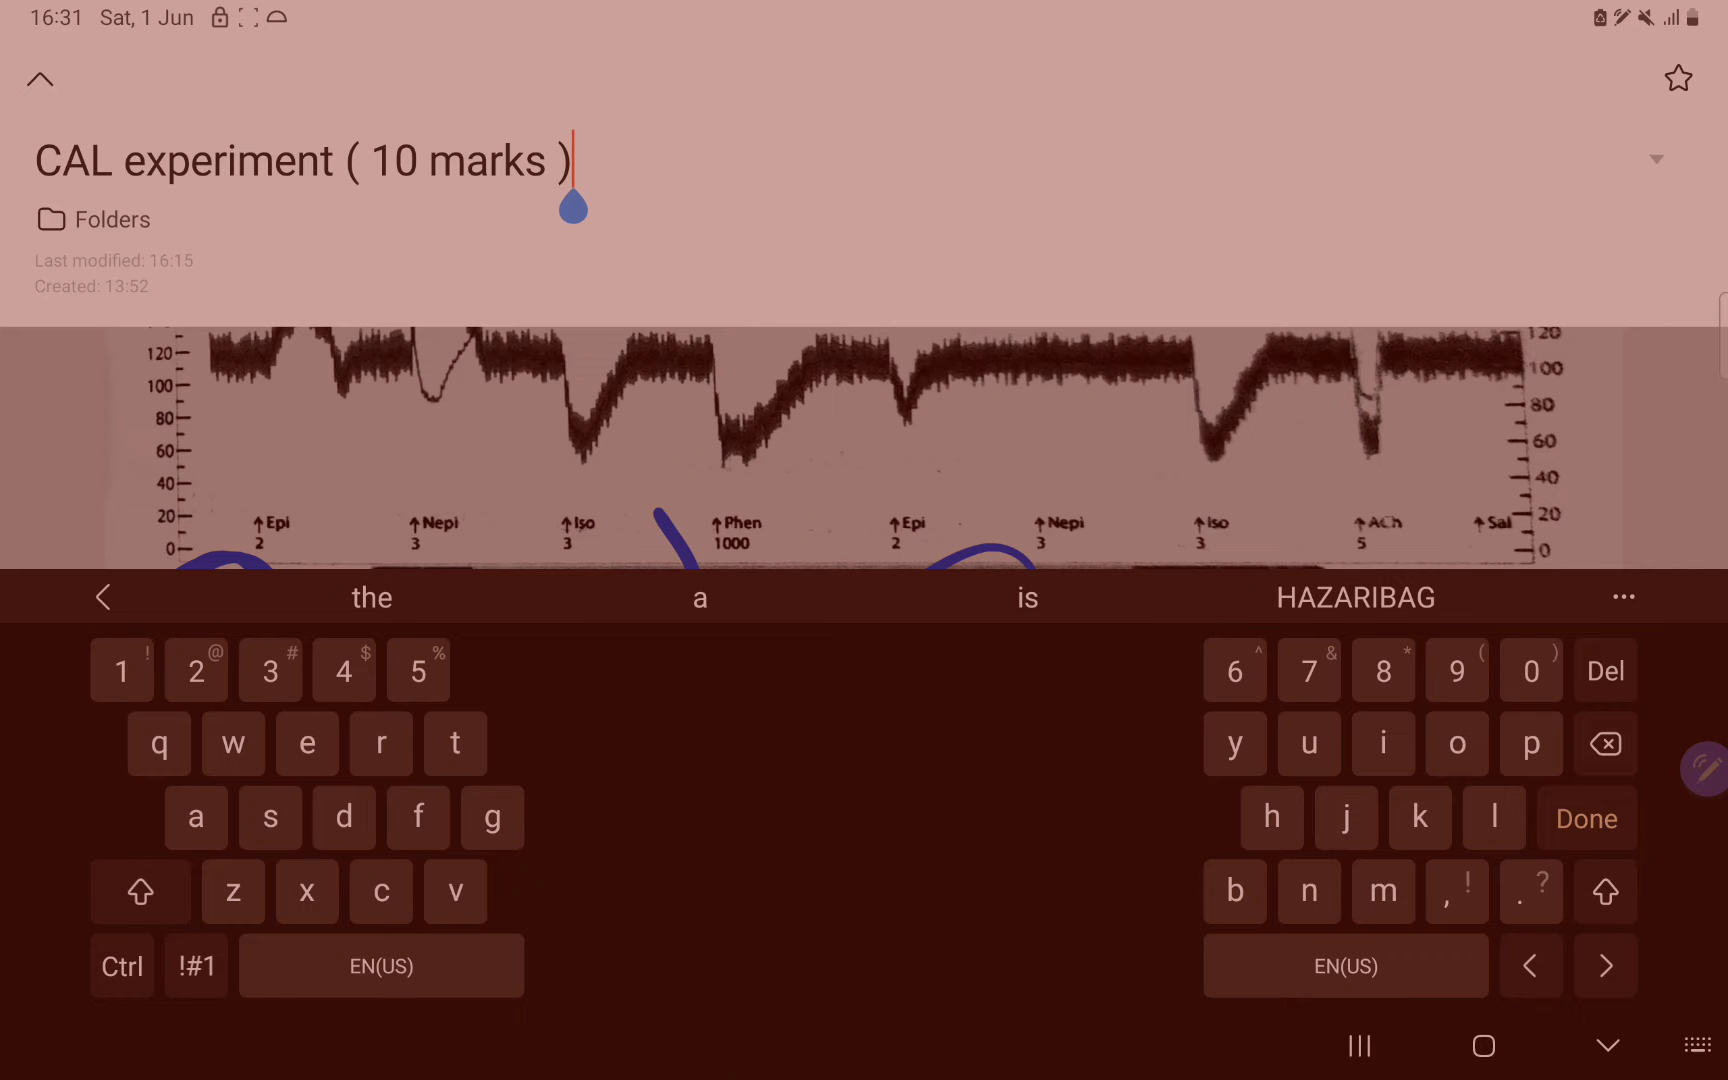 16:31 Sat, 1 Jun
CAL experiment ( 10 marks )
Folders
Last modified: 16:15
Created: 13:52
120 120
100 100
80 80
60 60
40 40
20 20
0 0
Epi Nepi Iso Phen Epi Nepi Iso ACh Sal
2 3 3 1000 2 3 3 5
the a is HAZARIBAG
1 ! 2 @ 3 # 4 $ 5 % 6 ^ 7 & 8 * 9 ( 0 ) Del
q w e r t y u i o p
a s d f g h j k l Done
z x c v b n m , ! . ?
Ctrl !#1 EN(US) EN(US)